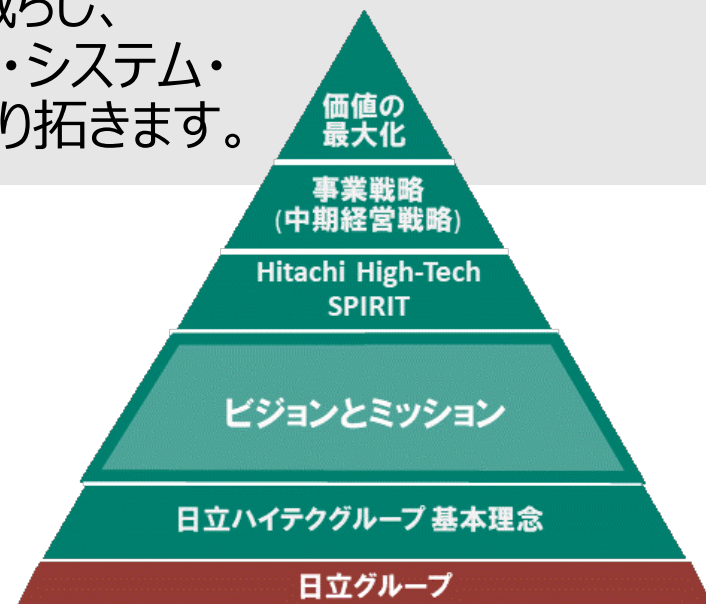 らし、
・システム・
り拓きます。
価値の
最大化
事業戦略
(中期経営戦略)
Hitachi High-Tech
SPIRIT
ビジョンとミッション
日立ハイテクグループ 基本理念
日立グループ